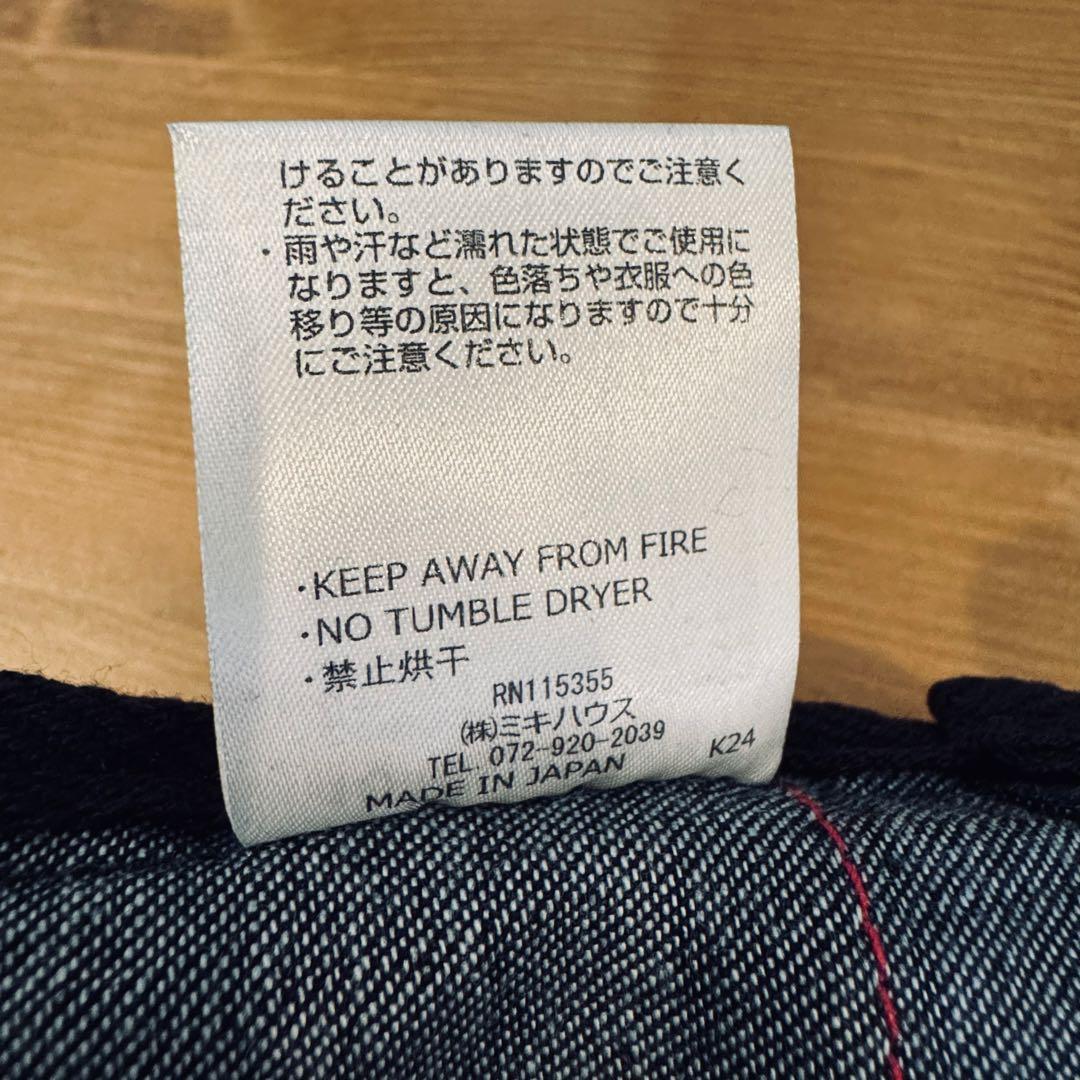 けることがありますのでご注意く
ださい。
・雨や汗など濡れた状態でご使用に
なりますと、色落ちや衣服への色
移り等の原因になりますので十分
にご注意ください。
・KEEP AWAY FROM FIRE
・NO TUMBLE DRYER
・禁止烘干
RN115355
㈱ミキハウス
TEL. 072-920-2039
MADE IN JAPAN K24